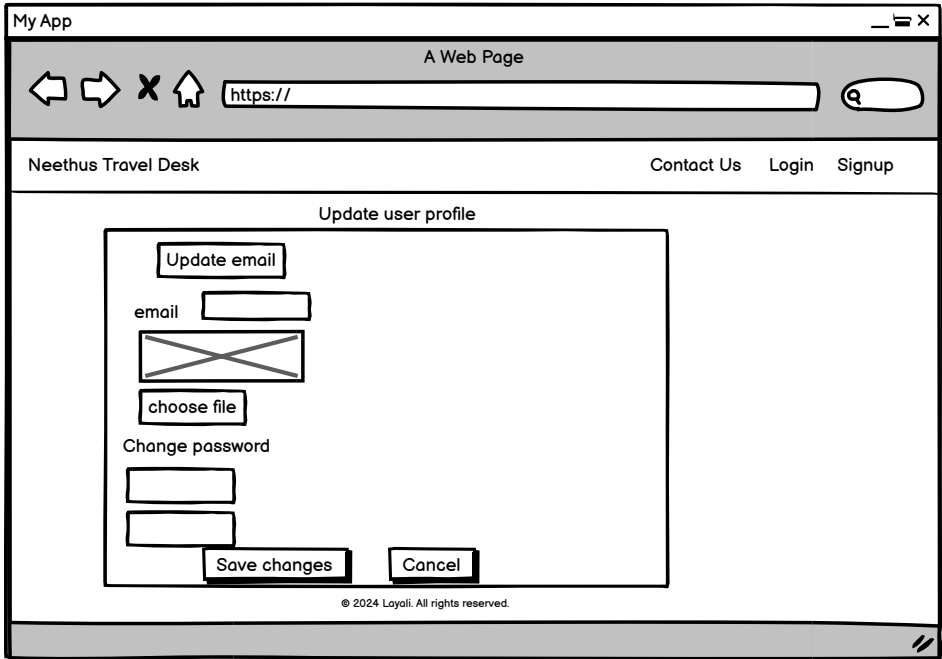 My App
A Web Page
https://
Neethus Travel Desk Contact Us Login Signup
Update user profile
Update email
email
choose file
Change password
Save changes Cancel
© 2024 Layali. All rights reserved.